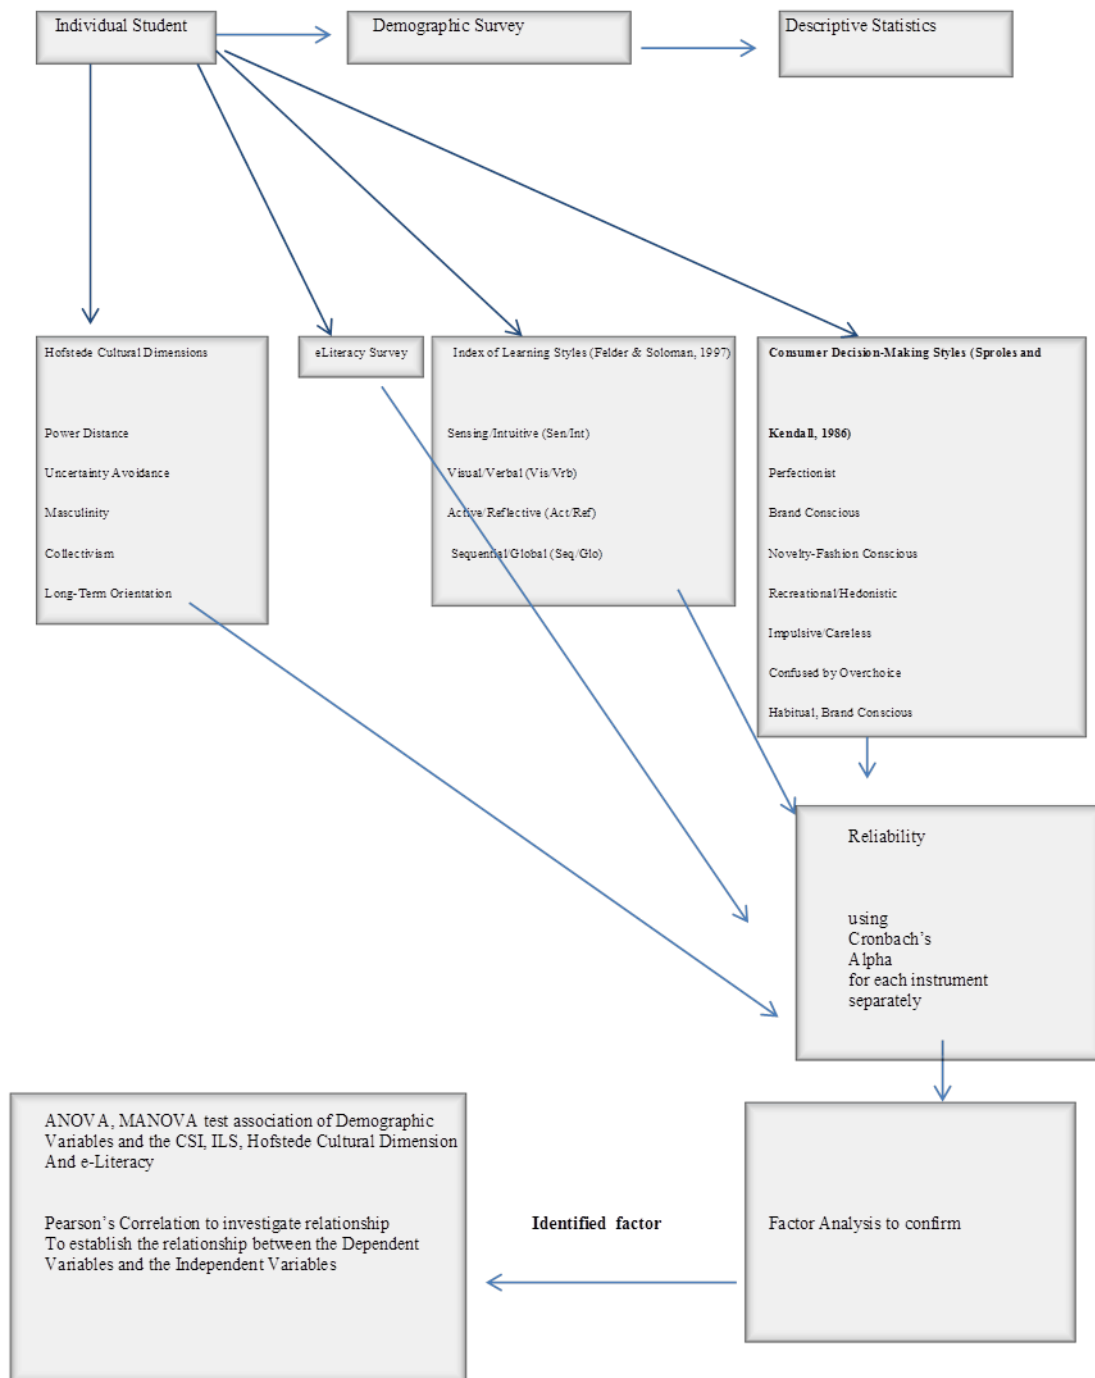 Individual Student
Demographic Survey
Descriptive Statistics
Hofstede Cultural Dimensions
Power Distance
Uncertainty Avoidance
Masculinity
Collectivism
Long-Term Orientation
eLiteracy Survey
Index of Learning Styles (Felder & Soloman, 1997)
Sensing/Intuitive (Sen/Int)
Visual/Verbal (Vis/Vrb)
Active/Reflective (Act/Ref)
Sequential/Global (Seq/Glo)
Consumer Decision-Making Styles (Sproles and
Kendall, 1986)
Perfectionist
Brand Conscious
Novelty-Fashion Conscious
Recreational/Hedonistic
Impulsive/Careless
Confused by Overchoice
Habitual, Brand Conscious
Reliability
using
Cronbach's
Alpha
for each instrument
separately
Factor Analysis to confirm
Identified factor
ANOVA, MANOVA test association of Demographic
Variables and the CSI, ILS, Hofstede Cultural Dimension
And e-Literacy
Pearson's Correlation to investigate relationship
To establish the relationship between the Dependent
Variables and the Independent Variables